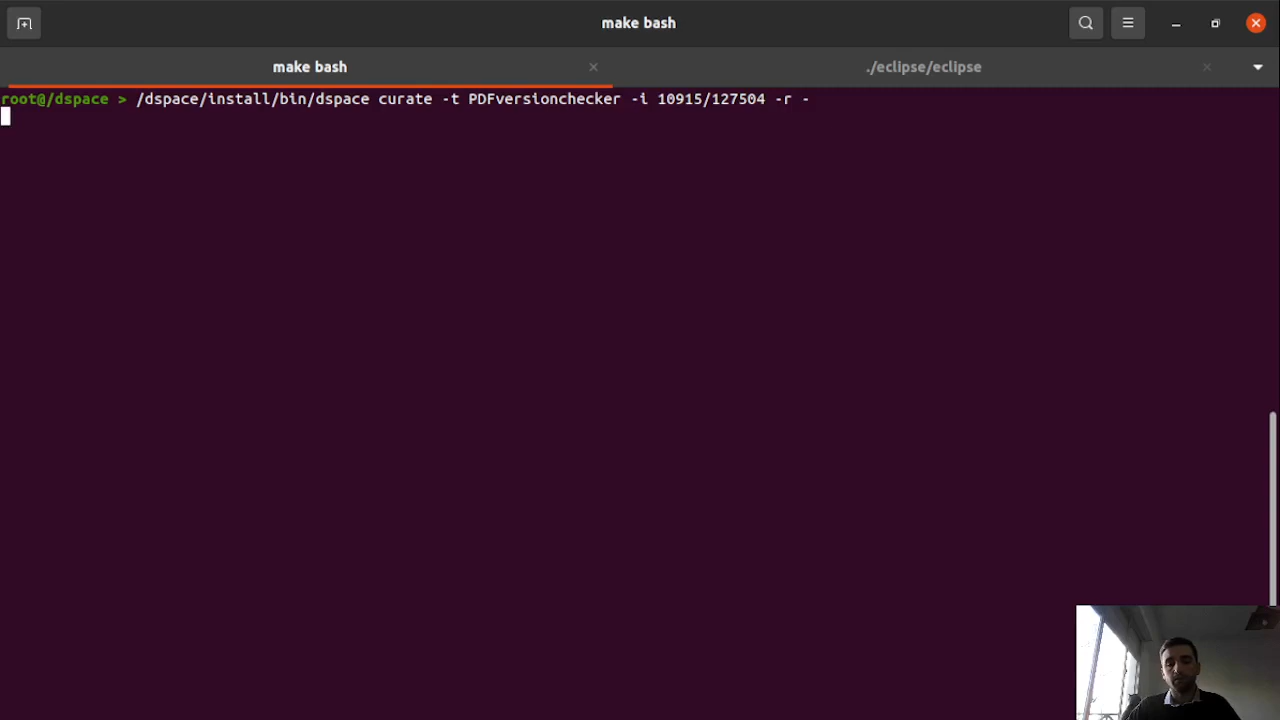 make bash
make bash
./eclipse/eclipse
root@/dspace > /dspace/install/bin/dspace curate -t PDFversionchecker -i 10915/127504 -r -